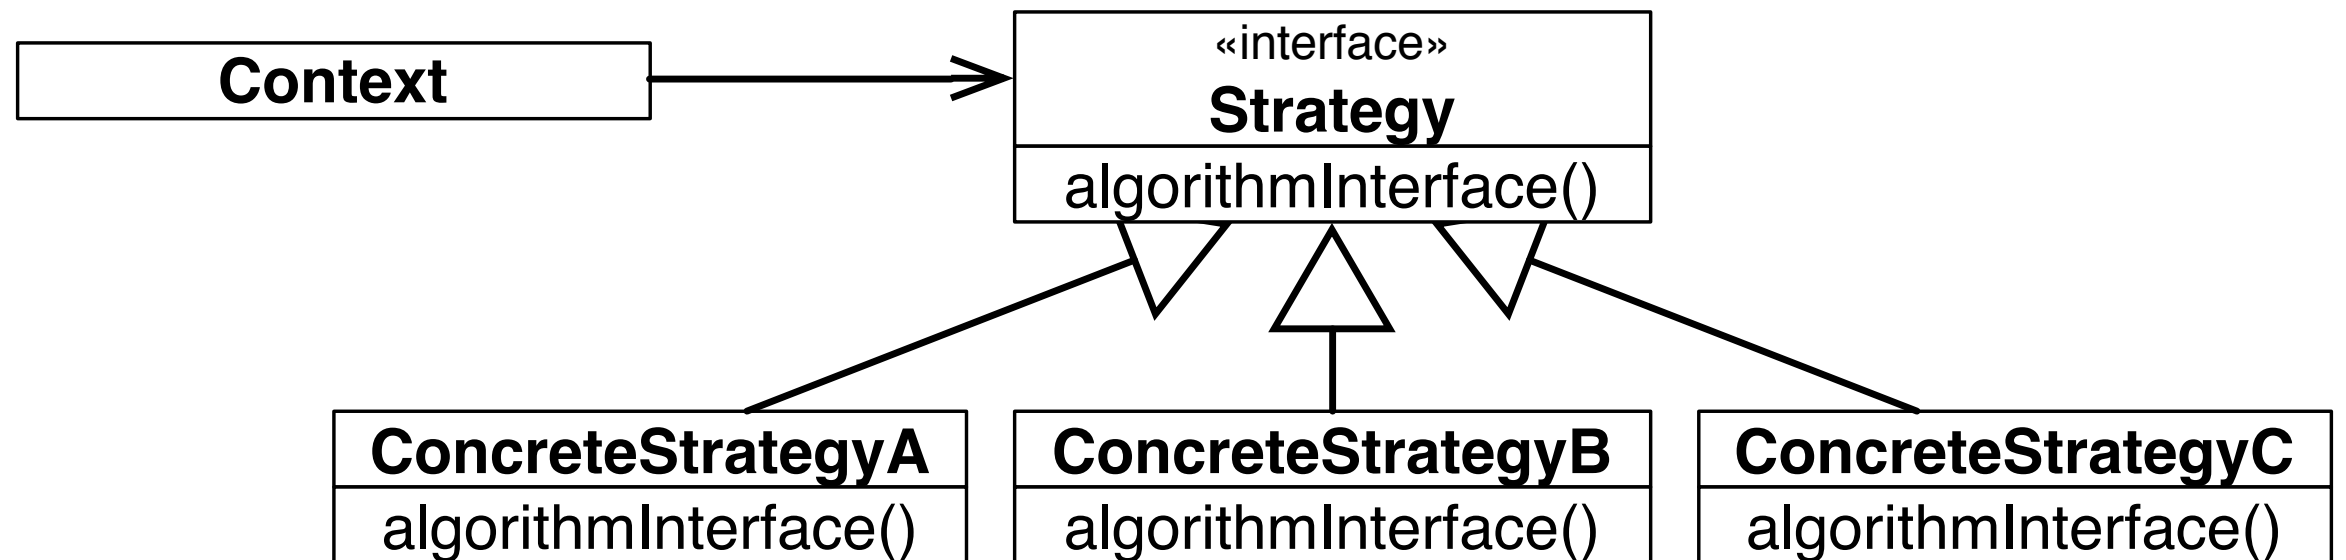 Context
«interface»
Strategy
algorithmInterface()
ConcreteStrategyA
algorithmInterface()
ConcreteStrategyB
algorithmInterface()
ConcreteStrategyC
algorithmInterface()